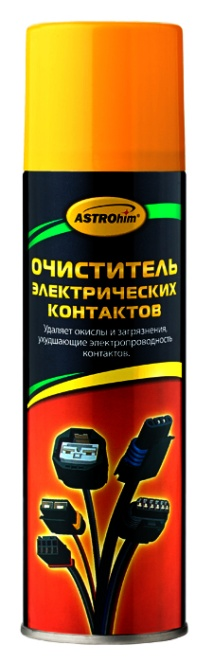 ASTROhim®
ОЧИСТИТЕЛЬ
ЭЛЕКТРИЧЕСКИХ
КОНТАКТОВ
Удаляет окислы и загрязнения,
ухудшающие электропроводность
контактов.